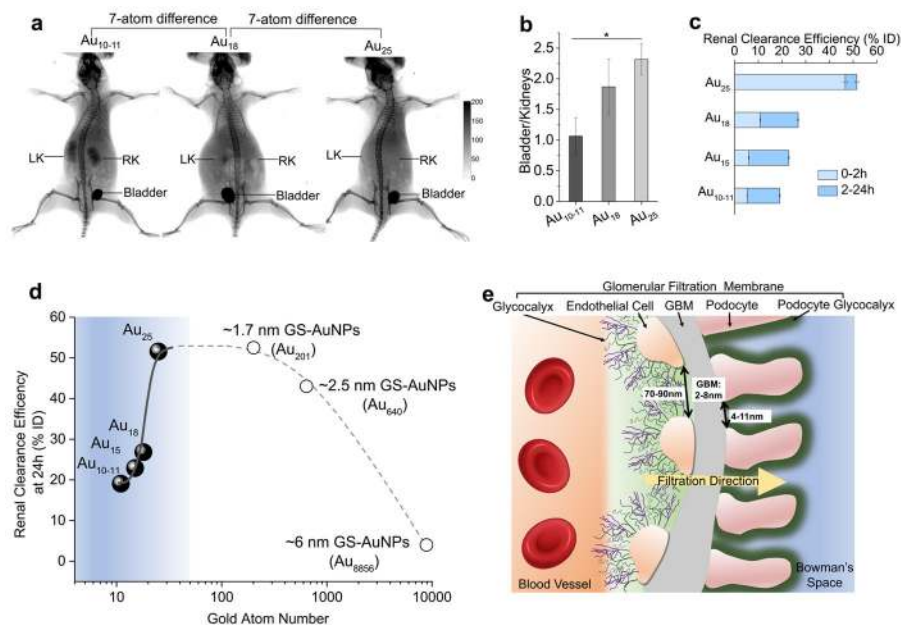 a
7-atom difference
7-atom difference
Au10-11
Au18
Au25
200
150
100
50
0
LK
RK
LK
RK
Bladder
Bladder
Bladder
b
*
2.5
2.0
1.5
1.0
0.5
0.0
Bladder/Kidneys
Au10-11
Au18
Au25
c
Renal Clearance Efficiency (% ID)
0 10 20 30 40 50 60
Au25
Au18
Au15
Au10-11
0-2h
2-24h
d
60
50
40
30
20
10
0
Renal Clearance Efficency
at 24h (% ID)
Au25
Au18
Au15
Au10-11
~1.7 nm GS-AuNPs
(Au201)
~2.5 nm GS-AuNPs
(Au640)
~6 nm GS-AuNPs
(Au8856)
10 100 1000 10000
Gold Atom Number
e
Glomerular Filtration Membrane
Glycocalyx Endothelial Cell GBM Podocyte Podocyte Glycocalyx
70-90nm
GBM:
2-8nm
4-11nm
Filtration Direction
Blood Vessel
Bowman's
Space